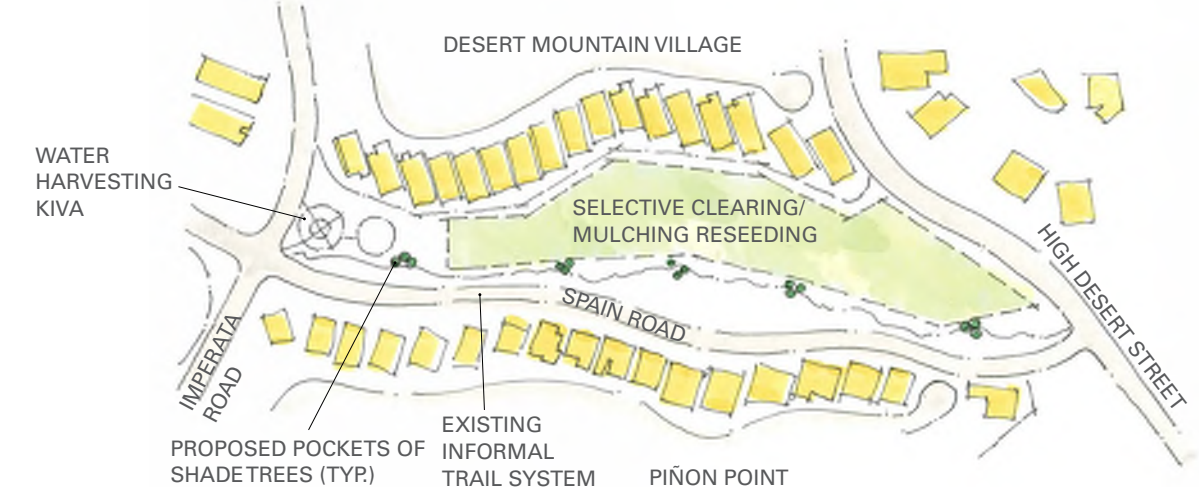 DESERT MOUNTAIN VILLAGE
WATER
HARVESTING
KIVA
SELECTIVE CLEARING/
MULCHING RESEEDING
HIGH DESERT STREET
SPAIN ROAD
IMPERATA
ROAD
PROPOSED POCKETS OF
SHADE TREES (TYP.)
EXISTING
INFORMAL
TRAIL SYSTEM
PIÑON POINT